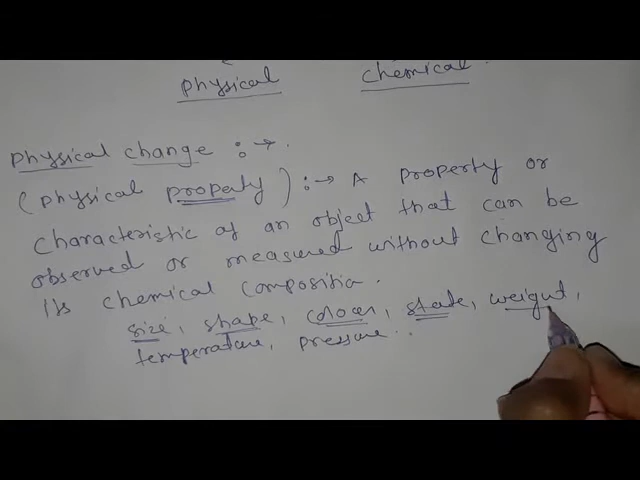 physical chemical
physical change :→.
(physical property) :→ A property or
characteristic of an object that can be
observed or measured without changing
its chemical composition.
size, shape, colour, state, weight,
temperature, pressure..